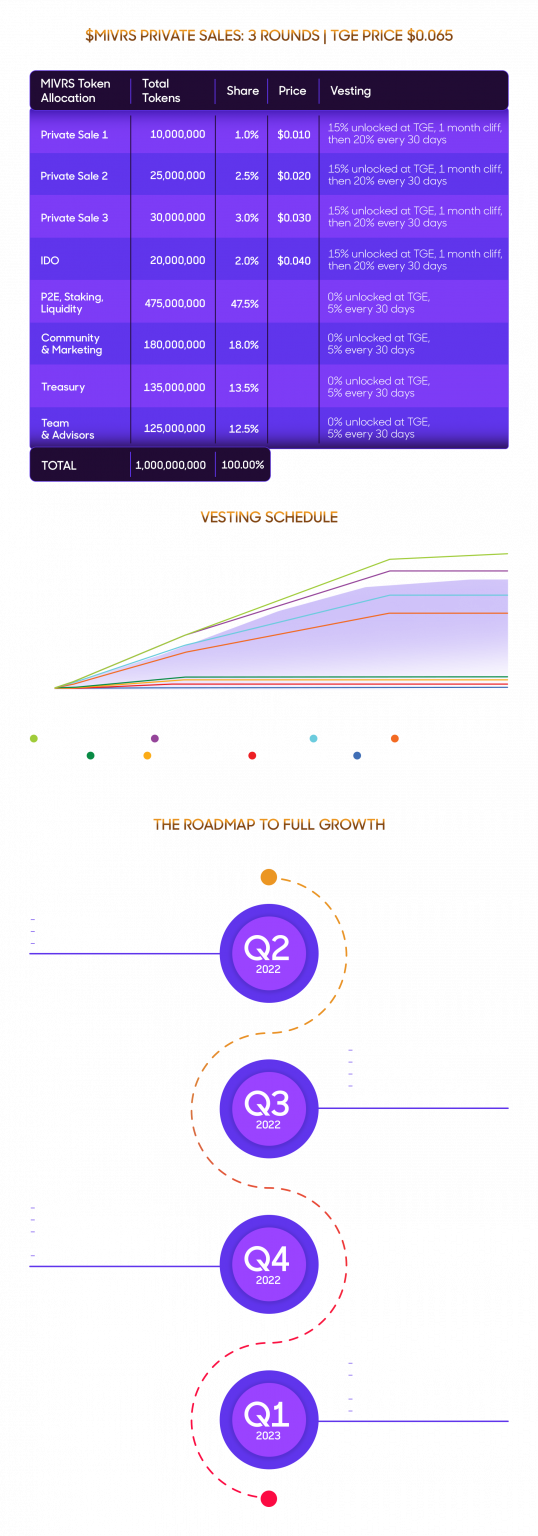 $MIVRS PRIVATE SALES: 3 ROUNDS | TGE PRICE $0.065
MIVRS Token
Allocation
Total
Tokens
Share
Price
Vesting
Private Sale 1
10,000,000
1.0%
$0.010
15% unlocked at TGE, 1 month cliff,
then 20% every 30 days
Private Sale 2
25,000,000
2.5%
$0.020
15% unlocked at TGE, 1 month cliff,
then 20% every 30 days
Private Sale 3
30,000,000
3.0%
$0.030
15% unlocked at TGE, 1 month cliff,
then 20% every 30 days
IDO
20,000,000
2.0%
$0.040
15% unlocked at TGE, 1 month cliff,
then 20% every 30 days
P2E, Staking,
Liquidity
475,000,000
47.5%
0% unlocked at TGE,
5% every 30 days
Community
& Marketing
180,000,000
18.0%
0% unlocked at TGE,
5% every 30 days
Treasury
135,000,000
13.5%
0% unlocked at TGE,
5% every 30 days
Team
& Advisors
125,000,000
12.5%
0% unlocked at TGE,
5% every 30 days
TOTAL
1,000,000,000
100.00%
VESTING SCHEDULE
THE ROADMAP TO FULL GROWTH
Q2
2022
Q3
2022
Q4
2022
Q1
2023